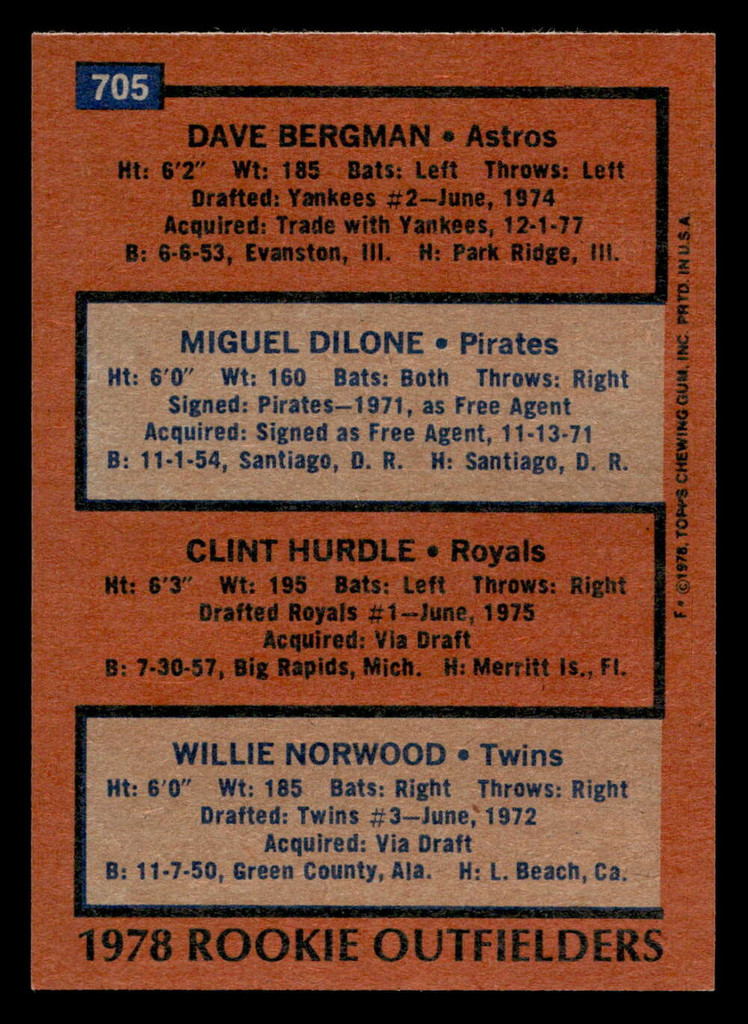 705
DAVE BERGMAN • Astros
Ht: 6'2" Wt: 185 Bats: Left Throws: Left
Drafted: Yankees #2—June, 1974
Acquired: Trade with Yankees, 12-1-77
B: 6-6-53, Evanston, Ill. H: Park Ridge, Ill.
MIGUEL DILONE • Pirates
Ht: 6'0" Wt: 160 Bats: Both Throws: Right
Signed: Pirates—1971, as Free Agent
Acquired: Signed as Free Agent, 11-13-71
B: 11-1-54, Santiago, D. R. H: Santiago, D. R.
CLINT HURDLE • Royals
Ht: 6'3" Wt: 195 Bats: Left Throws: Right
Drafted Royals #1—June, 1975
Acquired: Via Draft
B: 7-30-57, Big Rapids, Mich. H: Merritt Is., Fl.
WILLIE NORWOOD • Twins
Ht: 6'0" Wt: 185 Bats: Right Throws: Right
Drafted: Twins #3—June, 1972
Acquired: Via Draft
B: 11-7-50, Green County, Ala. H: L. Beach, Ca.
1978 ROOKIE OUTFIELDERS
F* ©1978, TOPPS CHEWING GUM, INC. PRTD. IN U.S.A.